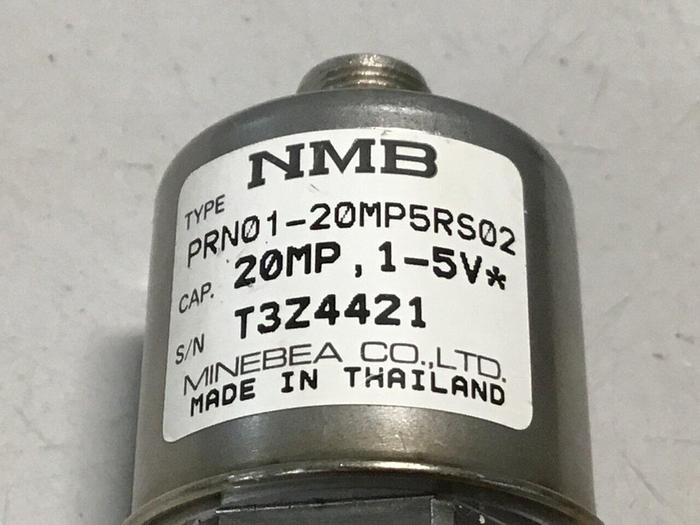 NMB
TYPE PRN01-20MP5RS02
CAP. 20MP, 1-5V*
S/N T3Z4421
MINEBEA CO.,LTD.
MADE IN THAILAND